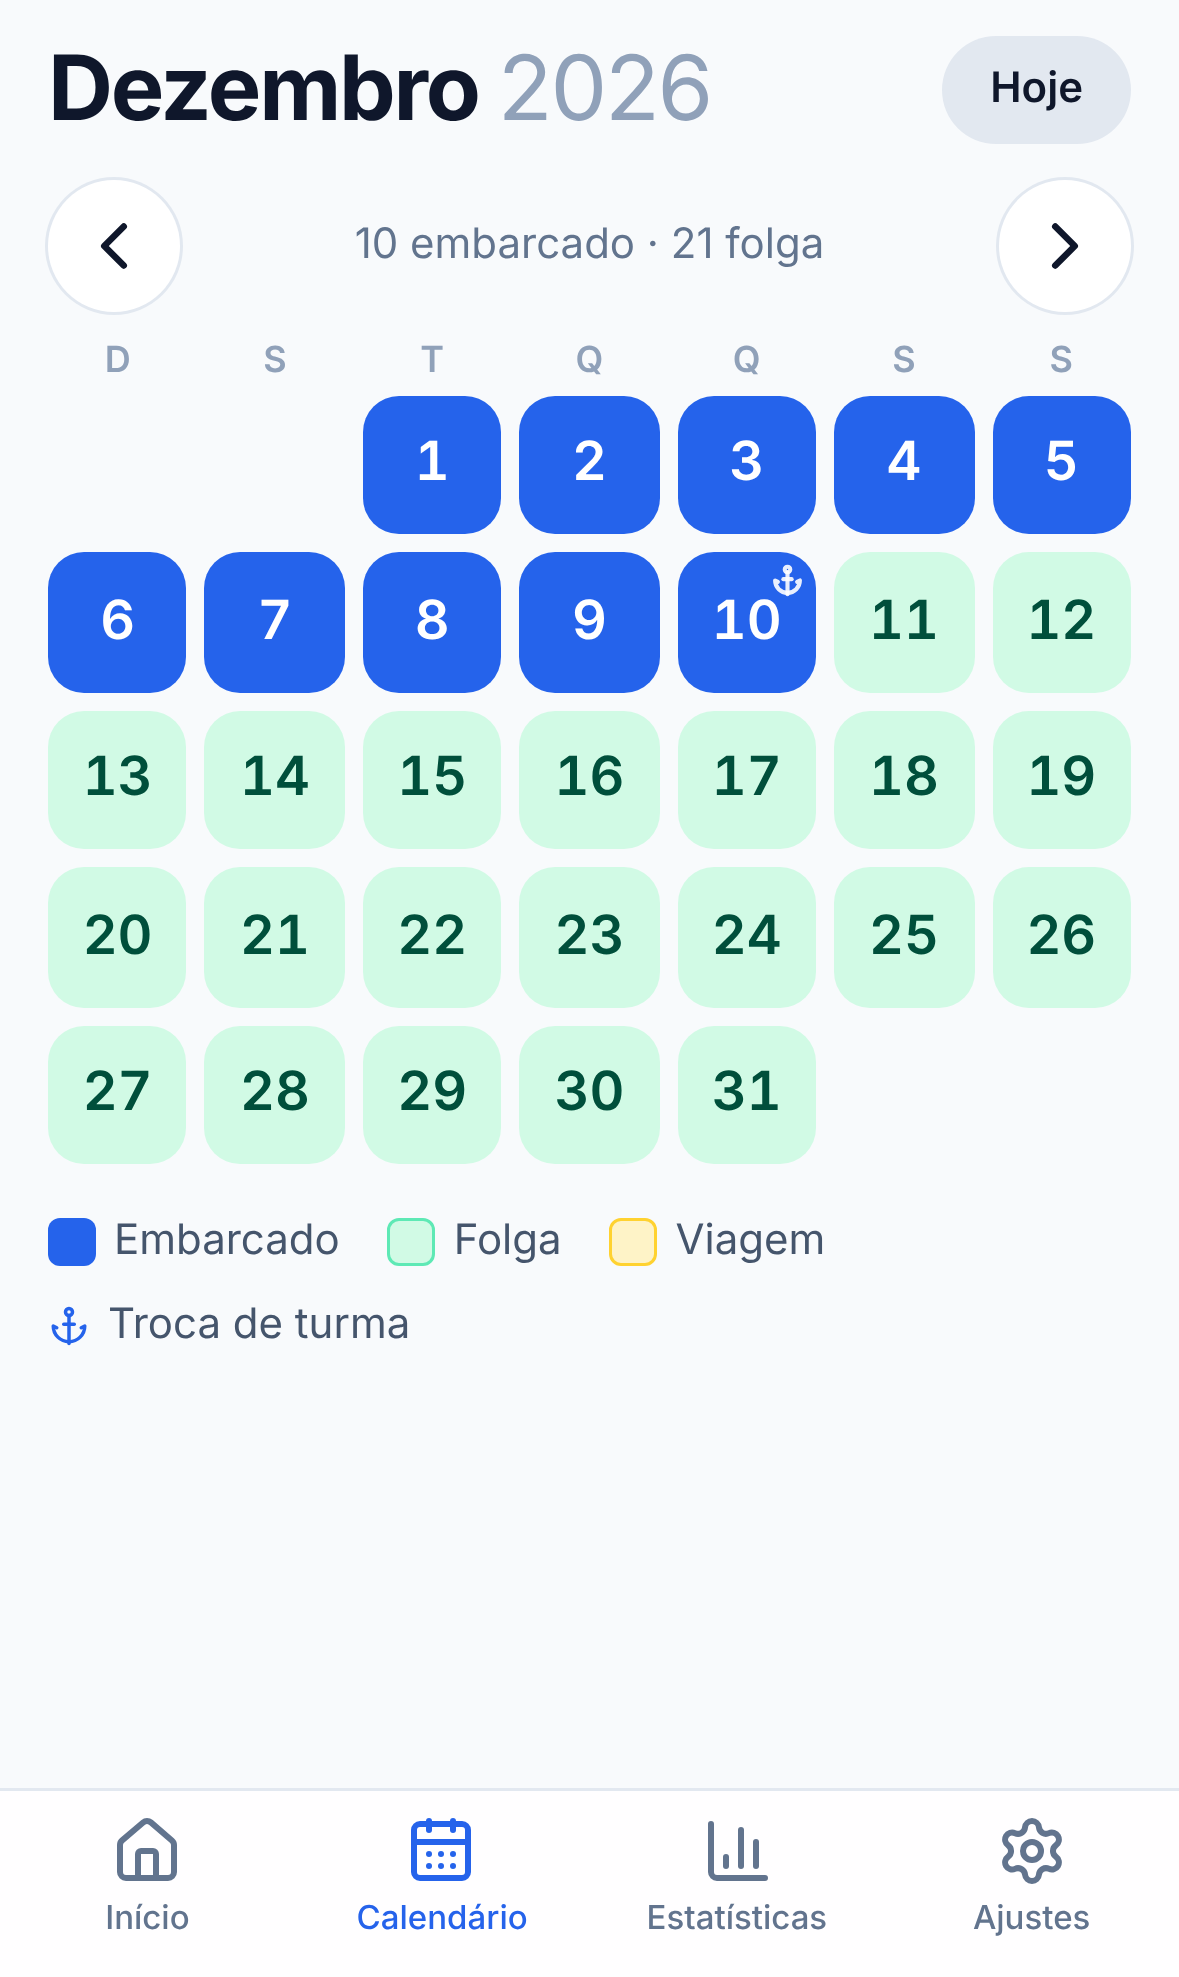 Dezembro 2026
Hoje
10 embarcado · 21 folga
D S T Q Q S S
1 2 3 4 5
6 7 8 9 10 11 12
13 14 15 16 17 18 19
20 21 22 23 24 25 26
27 28 29 30 31
Embarcado Folga Viagem
Troca de turma
Início Calendário Estatísticas Ajustes